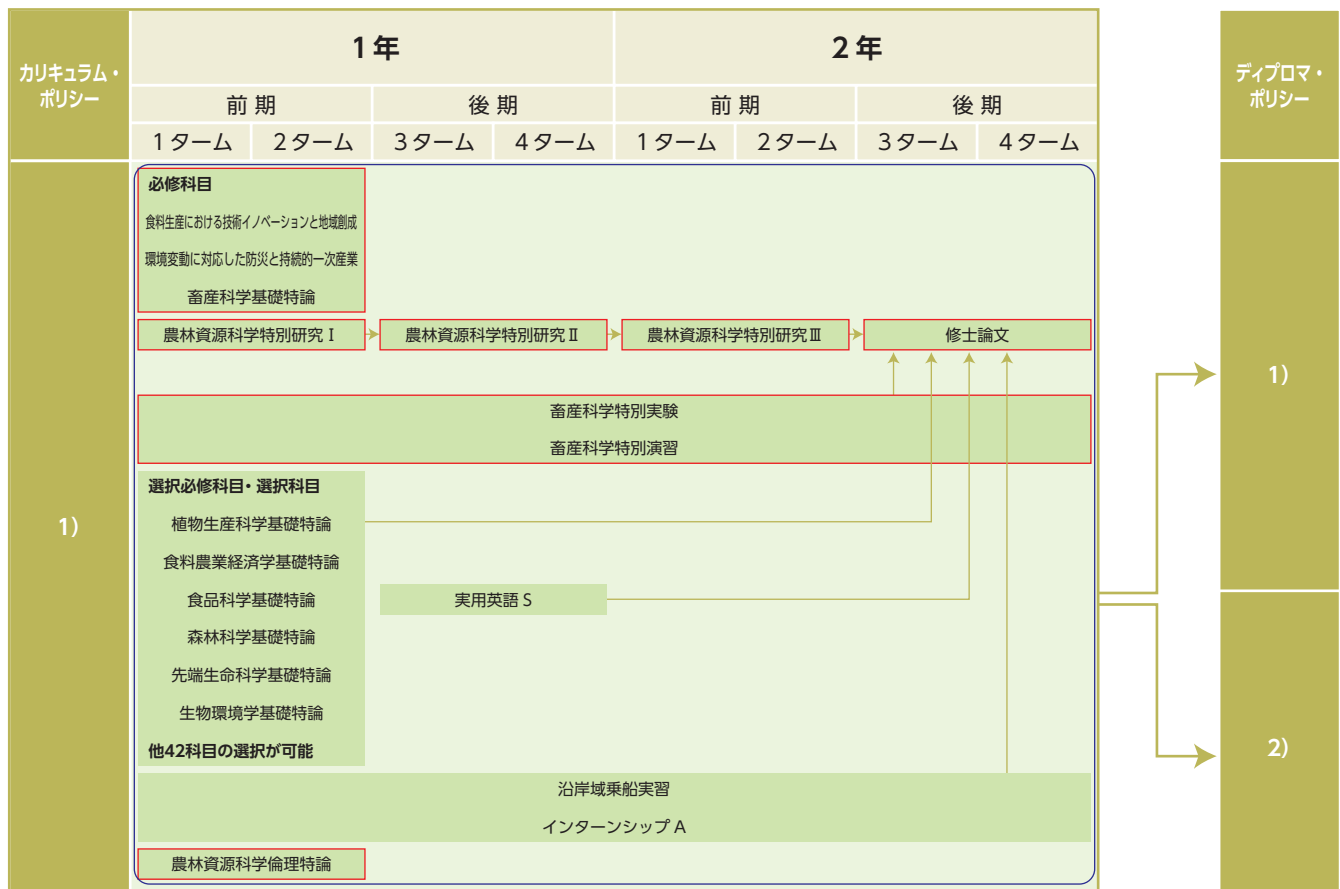 カリキュラム・
ポリシー
1年
2年
ディプロマ・
ポリシー
前 期
後 期
前 期
後 期
1ターム
2ターム
3ターム
4ターム
1ターム
2ターム
3ターム
4ターム
必修科目
食料生産における技術イノベーションと地域創成
環境変動に対応した防災と持続的一次産業
畜産科学基礎特論
農林資源科学特別研究Ⅰ
農林資源科学特別研究Ⅱ
農林資源科学特別研究Ⅲ
修士論文
畜産科学特別実験
畜産科学特別演習
選択必修科目・選択科目
植物生産科学基礎特論
食料農業経済学基礎特論
食品科学基礎特論
実用英語 S
森林科学基礎特論
先端生命科学基礎特論
生物環境学基礎特論
他42科目の選択が可能
沿岸域乗船実習
インターンシップ A
農林資源科学倫理特論
1)
1)
2)